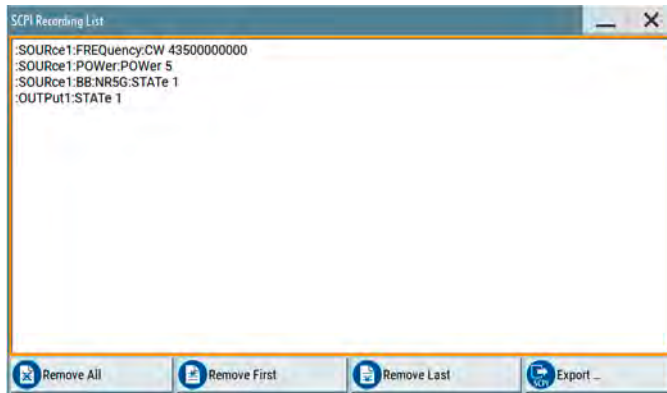 SCPI Recording List
:SOURce1:FREQuency:CW 43500000000
:SOURce1:POWer:POWer 5
:SOURce1:BB:NR5G:STATe 1
:OUTPut1:STATe 1
Remove All
Remove First
Remove Last
SCPI
Export ...